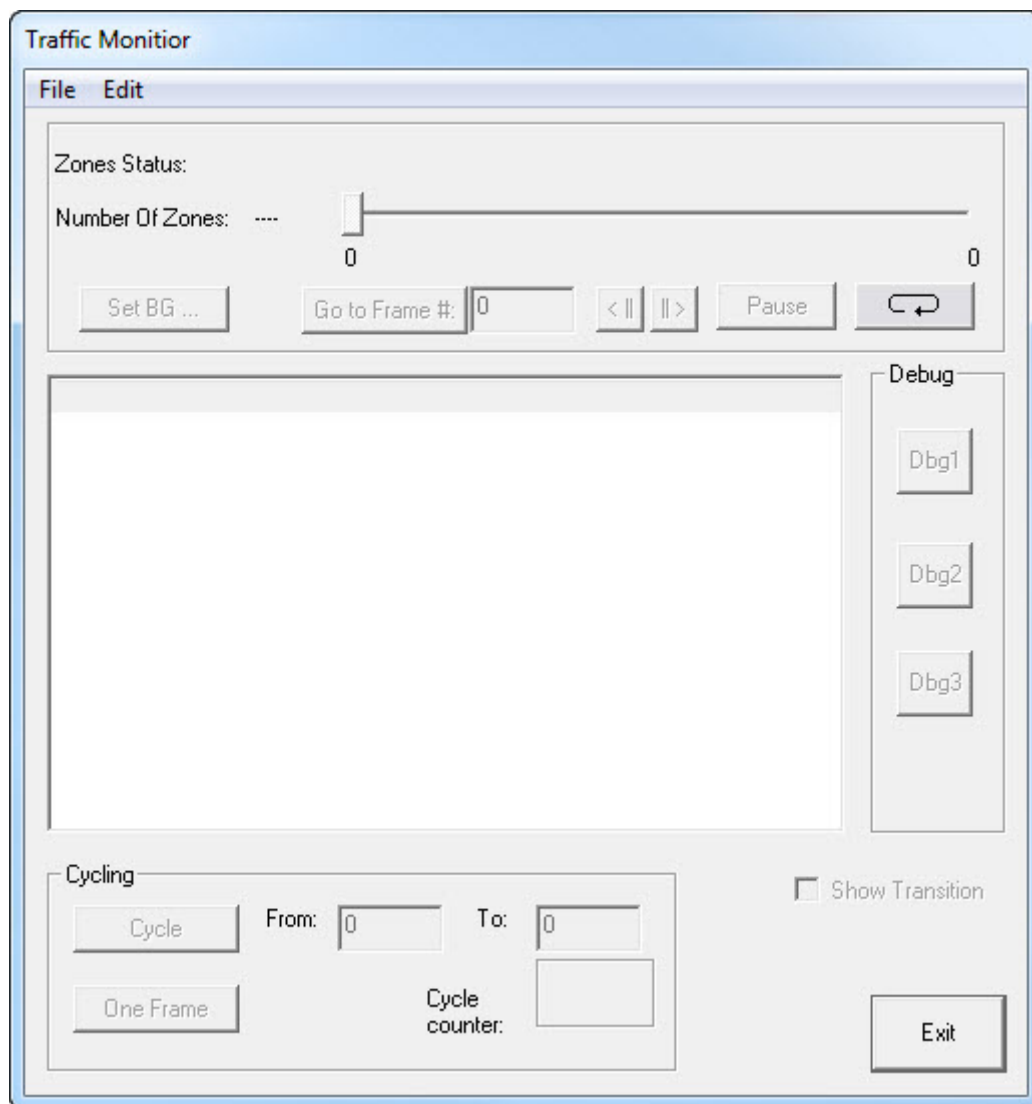 Traffic Monitior
File Edit
Zones Status:
Number Of Zones: ----
0 0
Set BG ... Go to Frame #: 0 < || || > Pause
Debug
Dbg1
Dbg2
Dbg3
Cycling
Cycle From: 0 To: 0
Show Transition
One Frame Cycle
counter:
Exit